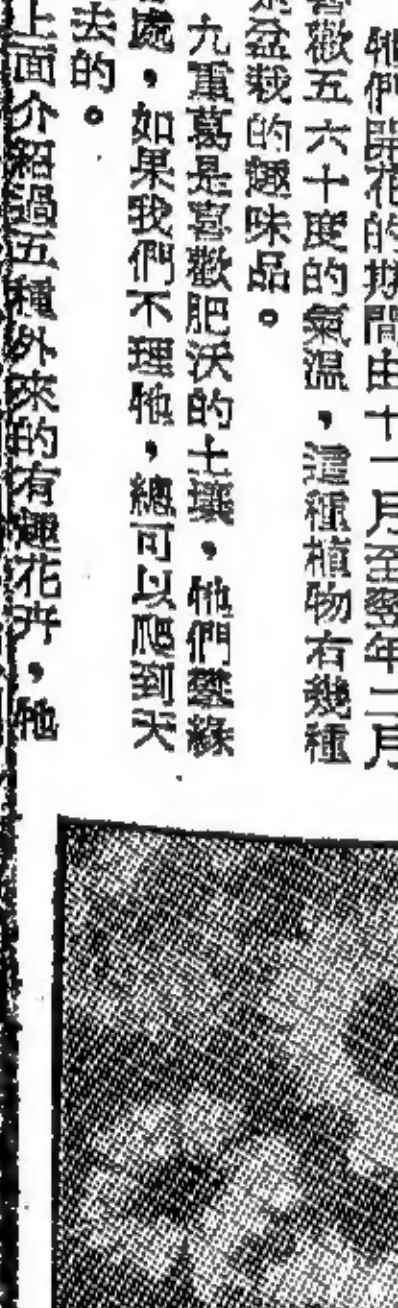 牠們開花的期間由十一月至翌年二月
喜歡五六十度的氣溫，這種植物右幾種
盆栽的趣味品。
九重葛是喜歡肥沃的土壤，牠們攀緣
處，如果我們不理牠，總可以爬到天
去的。
上面介紹過五種外來的有趣花卉，牠